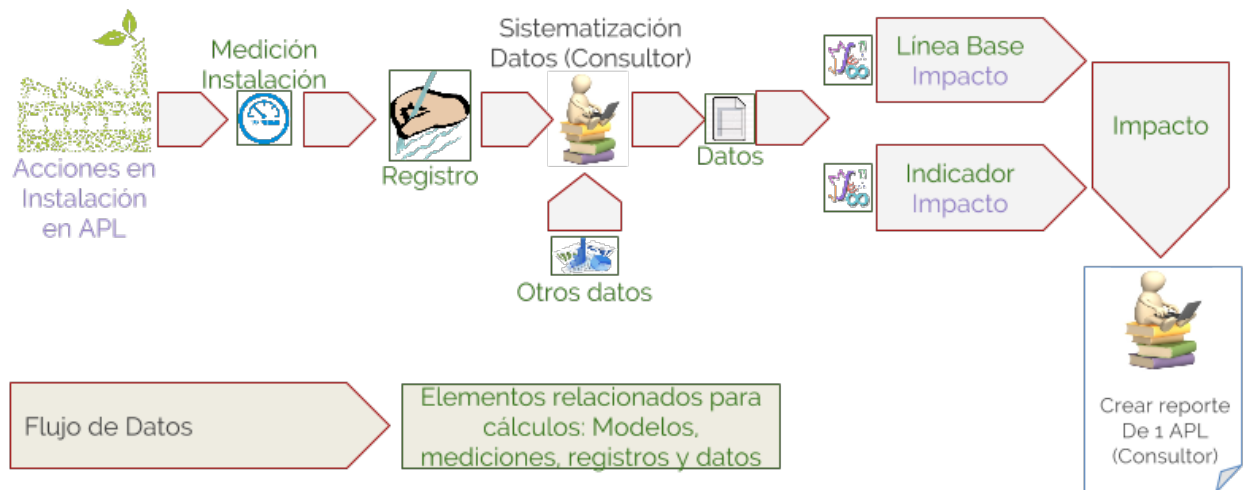 Acciones en
Instalación
en APL
Medición
Instalación
Registro
Sistematización
Datos (Consultor)
Otros datos
Datos
Línea Base
Impacto
Indicador
Impacto
Impacto
Crear reporte
De 1 APL
(Consultor)
Flujo de Datos
Elementos relacionados para
cálculos: Modelos,
mediciones, registros y datos